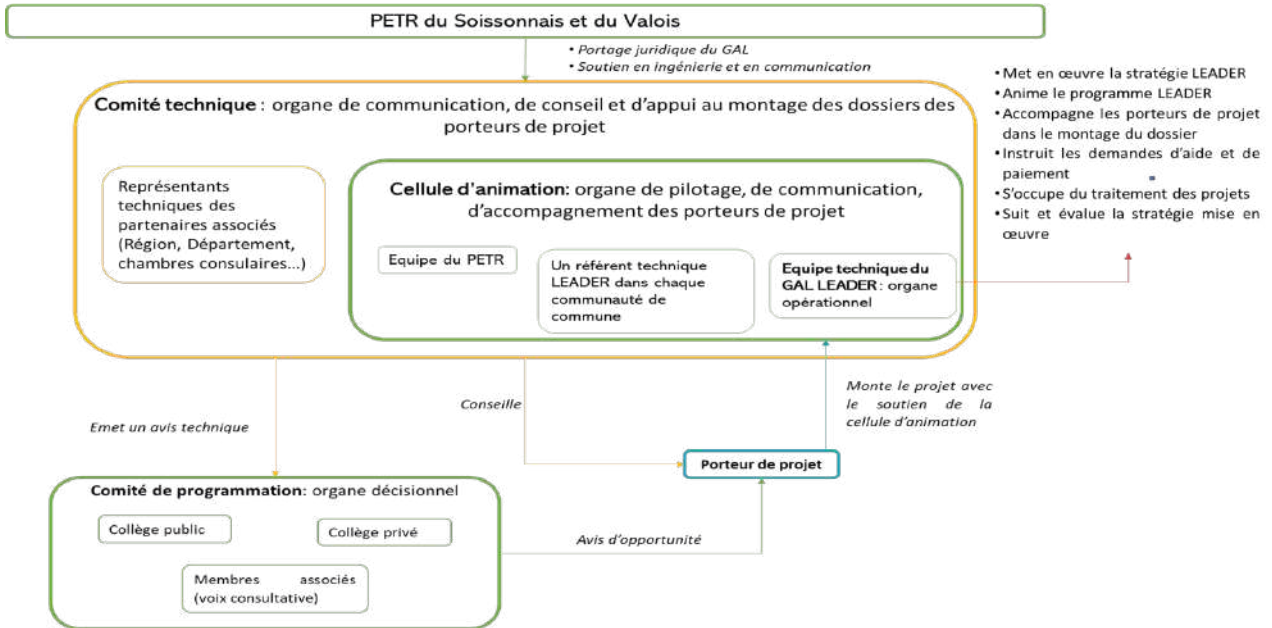 PETR du Soissonnais et du Valois
• Portage juridique du GAL
• Soutien en ingénierie et en communication
Comité technique : organe de communication, de conseil et d'appui au montage des dossiers des
porteurs de projet
Représentants
techniques des
partenaires associés
(Région, Département,
chambres consulaires...)
Cellule d'animation: organe de pilotage, de communication,
d'accompagnement des porteurs de projet
Equipe du PETR
Un référent technique
LEADER dans chaque
communauté de
commune
Equipe technique du
GAL LEADER : organe
opérationnel
• Met en œuvre la stratégie LEADER
• Anime le programme LEADER
• Accompagne les porteurs de projet
dans le montage du dossier
• Instruit les demandes d'aide et de
paiement
• S'occupe du traitement des projets
• Suit et évalue la stratégie mise en
œuvre
Emet un avis technique
Conseille
Monte le projet avec
le soutien de la
cellule d'animation
Porteur de projet
Comité de programmation: organe décisionnel
Collège public
Collège privé
Membres associés
(voix consultative)
Avis d'opportunité